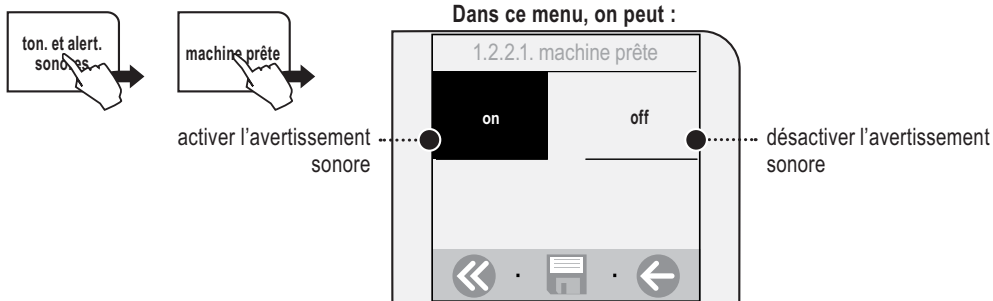 Dans ce menu, on peut :
ton. et alert.
sonores
machine prête
1.2.2.1. machine prête
on
off
activer l'avertissement
sonore
désactiver l'avertissement
sonore